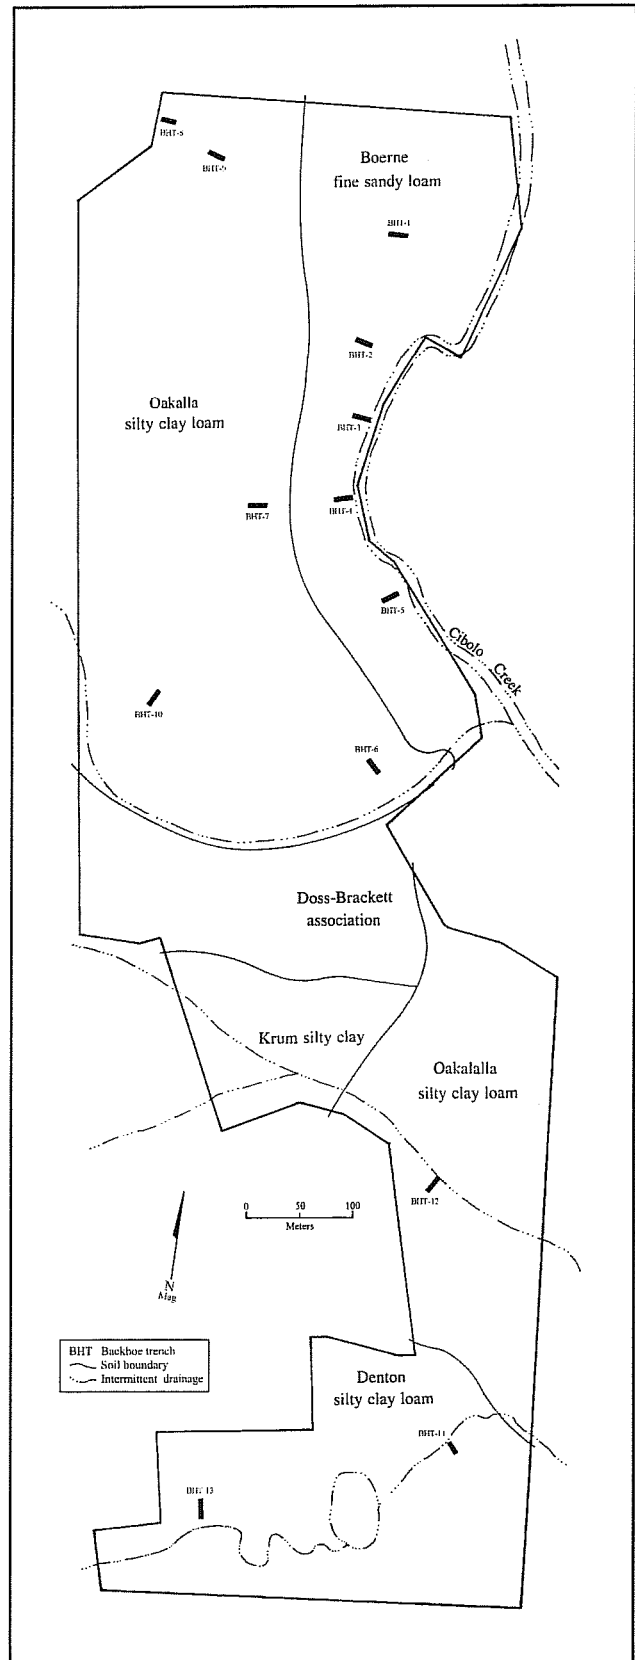 BHT-8
BHT-9
Boerne
fine sandy loam
BHT-1
BHT-2
Oakalla
silty clay loam
BHT-3
BHT-4
BHT-7
BHT-5
Cibolo Creek
BHT-10
BHT-6
Doss-Brackett
association
Krum silty clay
Oakalalla
silty clay loam
BHT-12
0 50 100
Meters
N
Mag
BHT Backhoe trench
Soil boundary
Intermittent drainage
Denton
silty clay loam
BHT-11
BHT-13